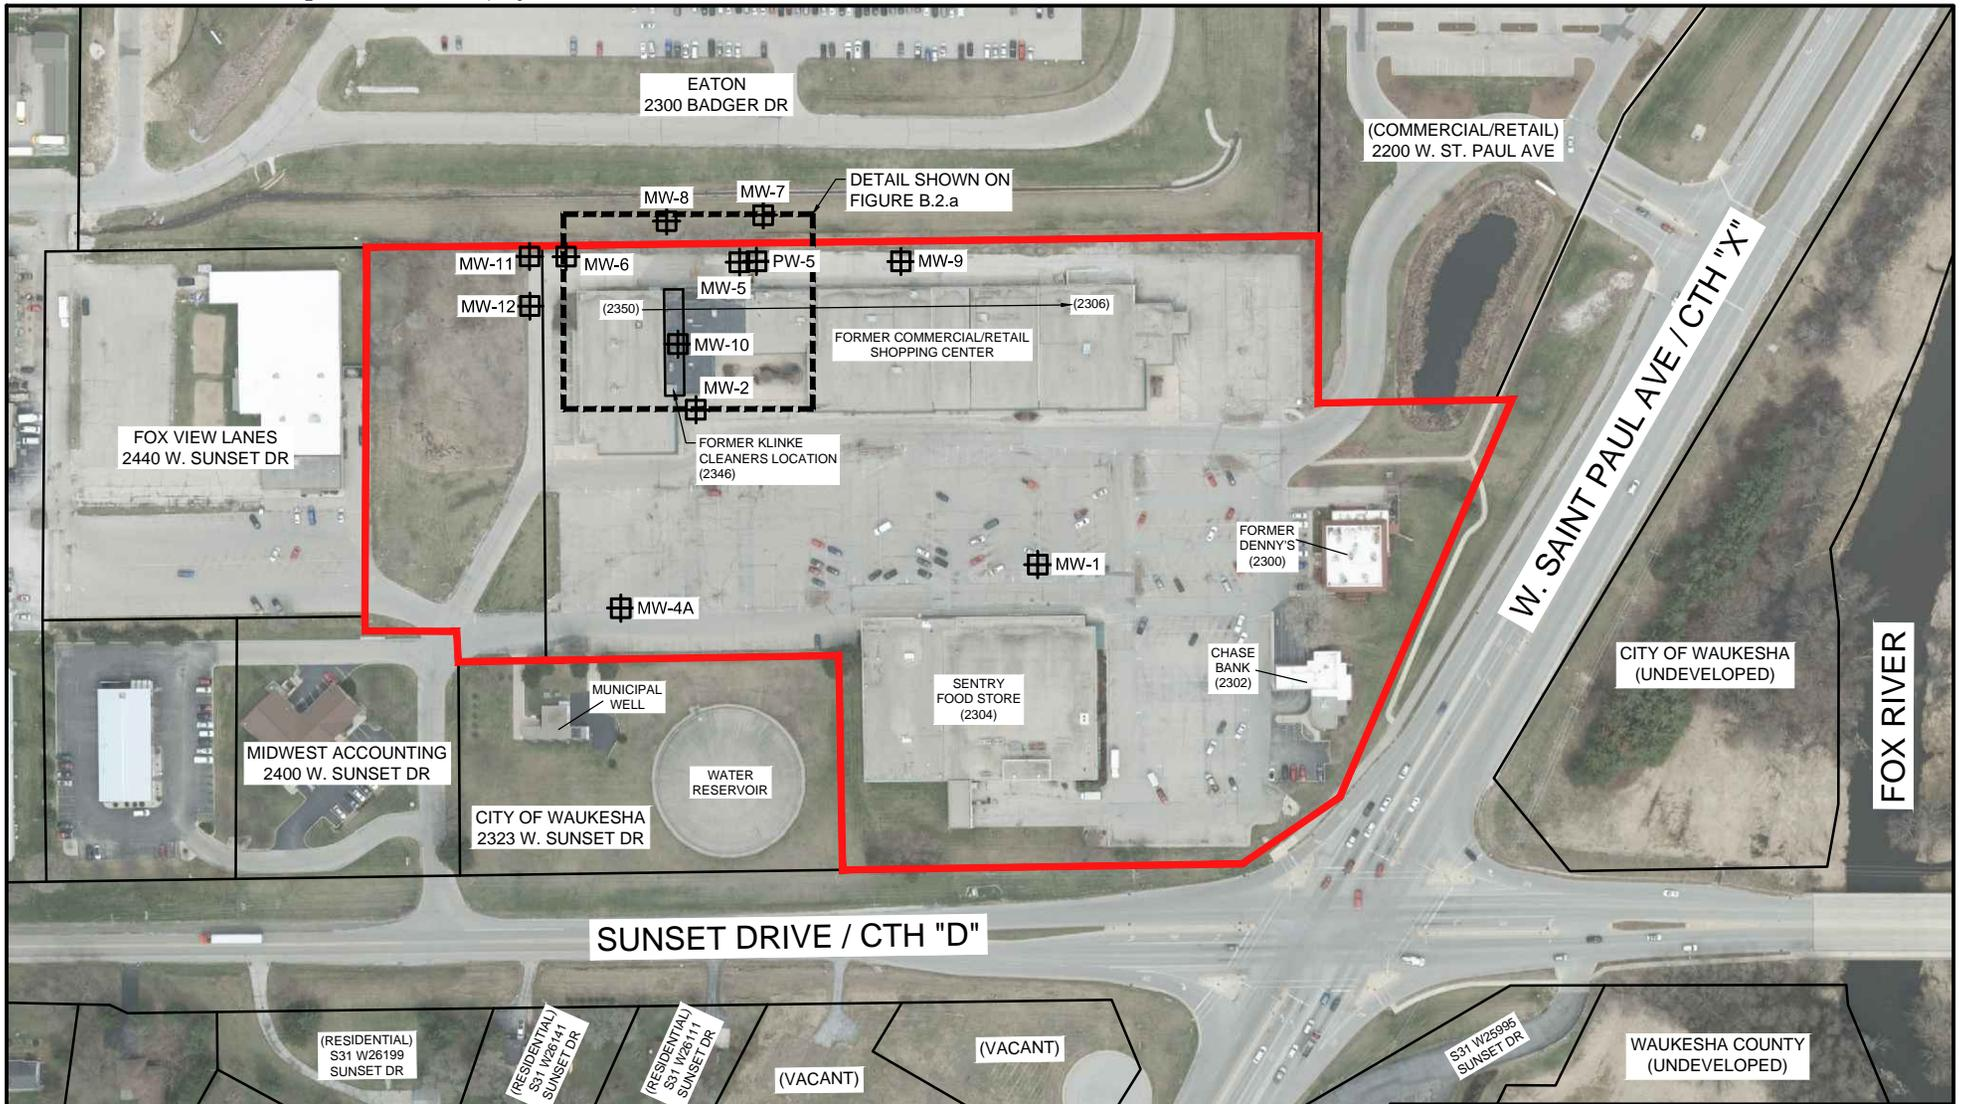 EATON
2300 BADGER DR
(COMMERCIAL/RETAIL)
2200 W. ST. PAUL AVE
DETAIL SHOWN ON
FIGURE B.2.a
MW-8
MW-7
MW-11
MW-6
PW-5
MW-9
MW-5
MW-12
(2350)
(2306)
MW-10
FORMER COMMERCIAL/RETAIL
SHOPPING CENTER
MW-2
FORMER KLINKE
CLEANERS LOCATION
(2346)
FOX VIEW LANES
2440 W. SUNSET DR
W. SAINT PAUL AVE / CTH "X"
FORMER
DENNY'S
(2300)
MW-1
MW-4A
CHASE
BANK
(2302)
CITY OF WAUKESHA
(UNDEVELOPED)
FOX RIVER
SENTRY
FOOD STORE
(2304)
MUNICIPAL
WELL
MIDWEST ACCOUNTING
2400 W. SUNSET DR
WATER
RESERVOIR
CITY OF WAUKESHA
2323 W. SUNSET DR
SUNSET DRIVE / CTH "D"
(RESIDENTIAL)
S31 W26199
SUNSET DR
(RESIDENTIAL)
S31 W26141
SUNSET DR
(RESIDENTIAL)
S31 W26111
SUNSET DR
(VACANT)
(VACANT)
S31 W25995
SUNSET DR
WAUKESHA COUNTY
(UNDEVELOPED)